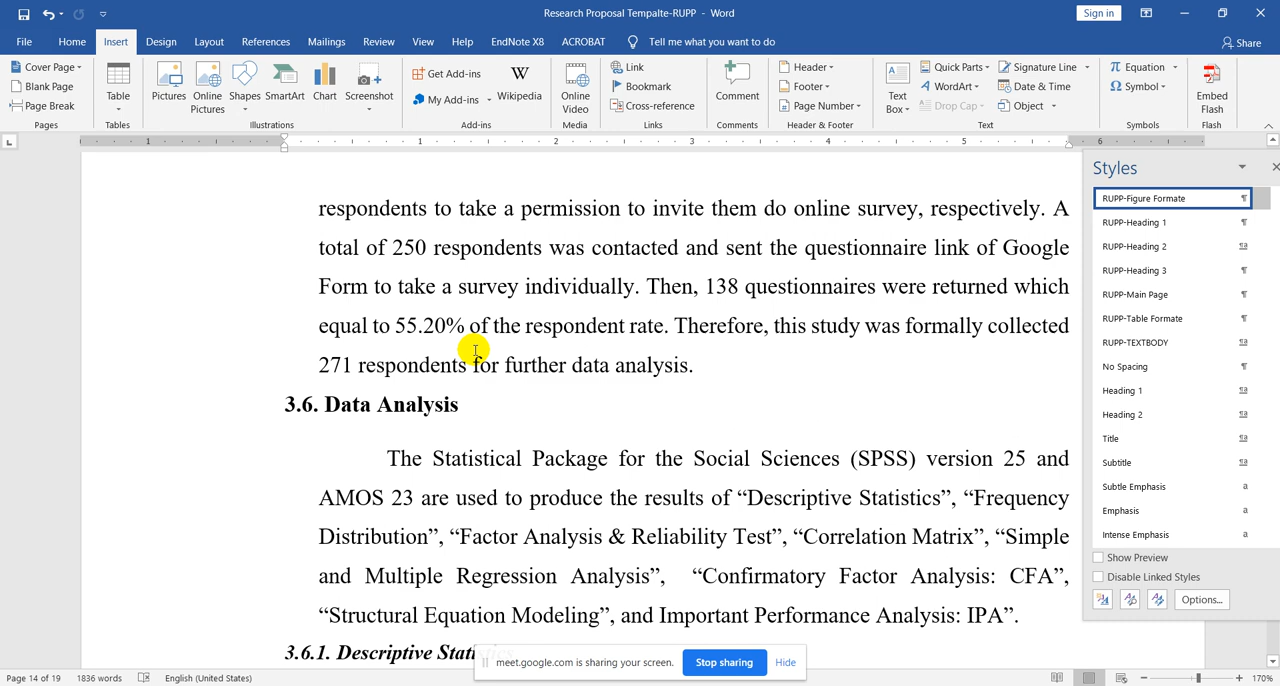 Research Proposal Tempalte-RUPP - Word
Sign in
File Home Insert Design Layout References Mailings Review View Help EndNote X8 ACROBAT Tell me what you want to do Share
Cover Page
Blank Page
Page Break
Pages
Table
Tables
Pictures
Online Pictures
Shapes
SmartArt
Chart
Screenshot
Illustrations
Get Add-ins
My Add-ins
W
Wikipedia
Add-ins
Online Video
Media
Link
Bookmark
Cross-reference
Links
Comment
Comments
Header
Footer
Page Number
Header & Footer
Text Box
Quick Parts
WordArt
Drop Cap
Signature Line
Date & Time
Object
Text
Equation
Symbol
Symbols
Embed Flash
Flash
1 1 2 3 4 5 6
respondents to take a permission to invite them do online survey, respectively. A
total of 250 respondents was contacted and sent the questionnaire link of Google
Form to take a survey individually. Then, 138 questionnaires were returned which
equal to 55.20% of the respondent rate. Therefore, this study was formally collected
271 respondents for further data analysis.
3.6. Data Analysis
The Statistical Package for the Social Sciences (SPSS) version 25 and
AMOS 23 are used to produce the results of “Descriptive Statistics”, “Frequency
Distribution”, “Factor Analysis & Reliability Test”, “Correlation Matrix”, “Simple
and Multiple Regression Analysis”, “Confirmatory Factor Analysis: CFA”,
“Structural Equation Modeling”, and Important Performance Analysis: IPA”.
3.6.1. Descriptive
Styles
RUPP-Figure Formate
RUPP-Heading 1
RUPP-Heading 2
RUPP-Heading 3
RUPP-Main Page
RUPP-Table Formate
RUPP-TEXTBODY
No Spacing
Heading 1
Heading 2
Title
Subtitle
Subtle Emphasis
Emphasis
Intense Emphasis
Show Preview
Disable Linked Styles
Options...
meet.google.com is sharing your screen. Stop sharing Hide
Page 14 of 19 1836 words English (United States) 170%